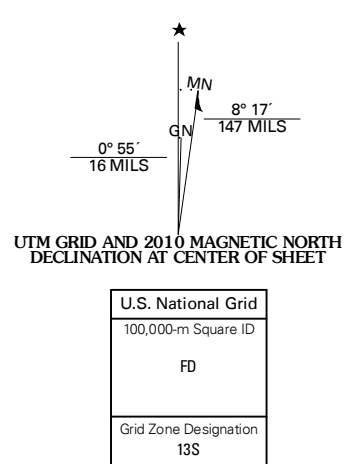 ★
MN
8° 17´
147 MILS
GN
0° 55´
16 MILS
UTM GRID AND 2010 MAGNETIC NORTH
DECLINATION AT CENTER OF SHEET
U.S. National Grid
100,000-m Square ID
FD
Grid Zone Designation
13S